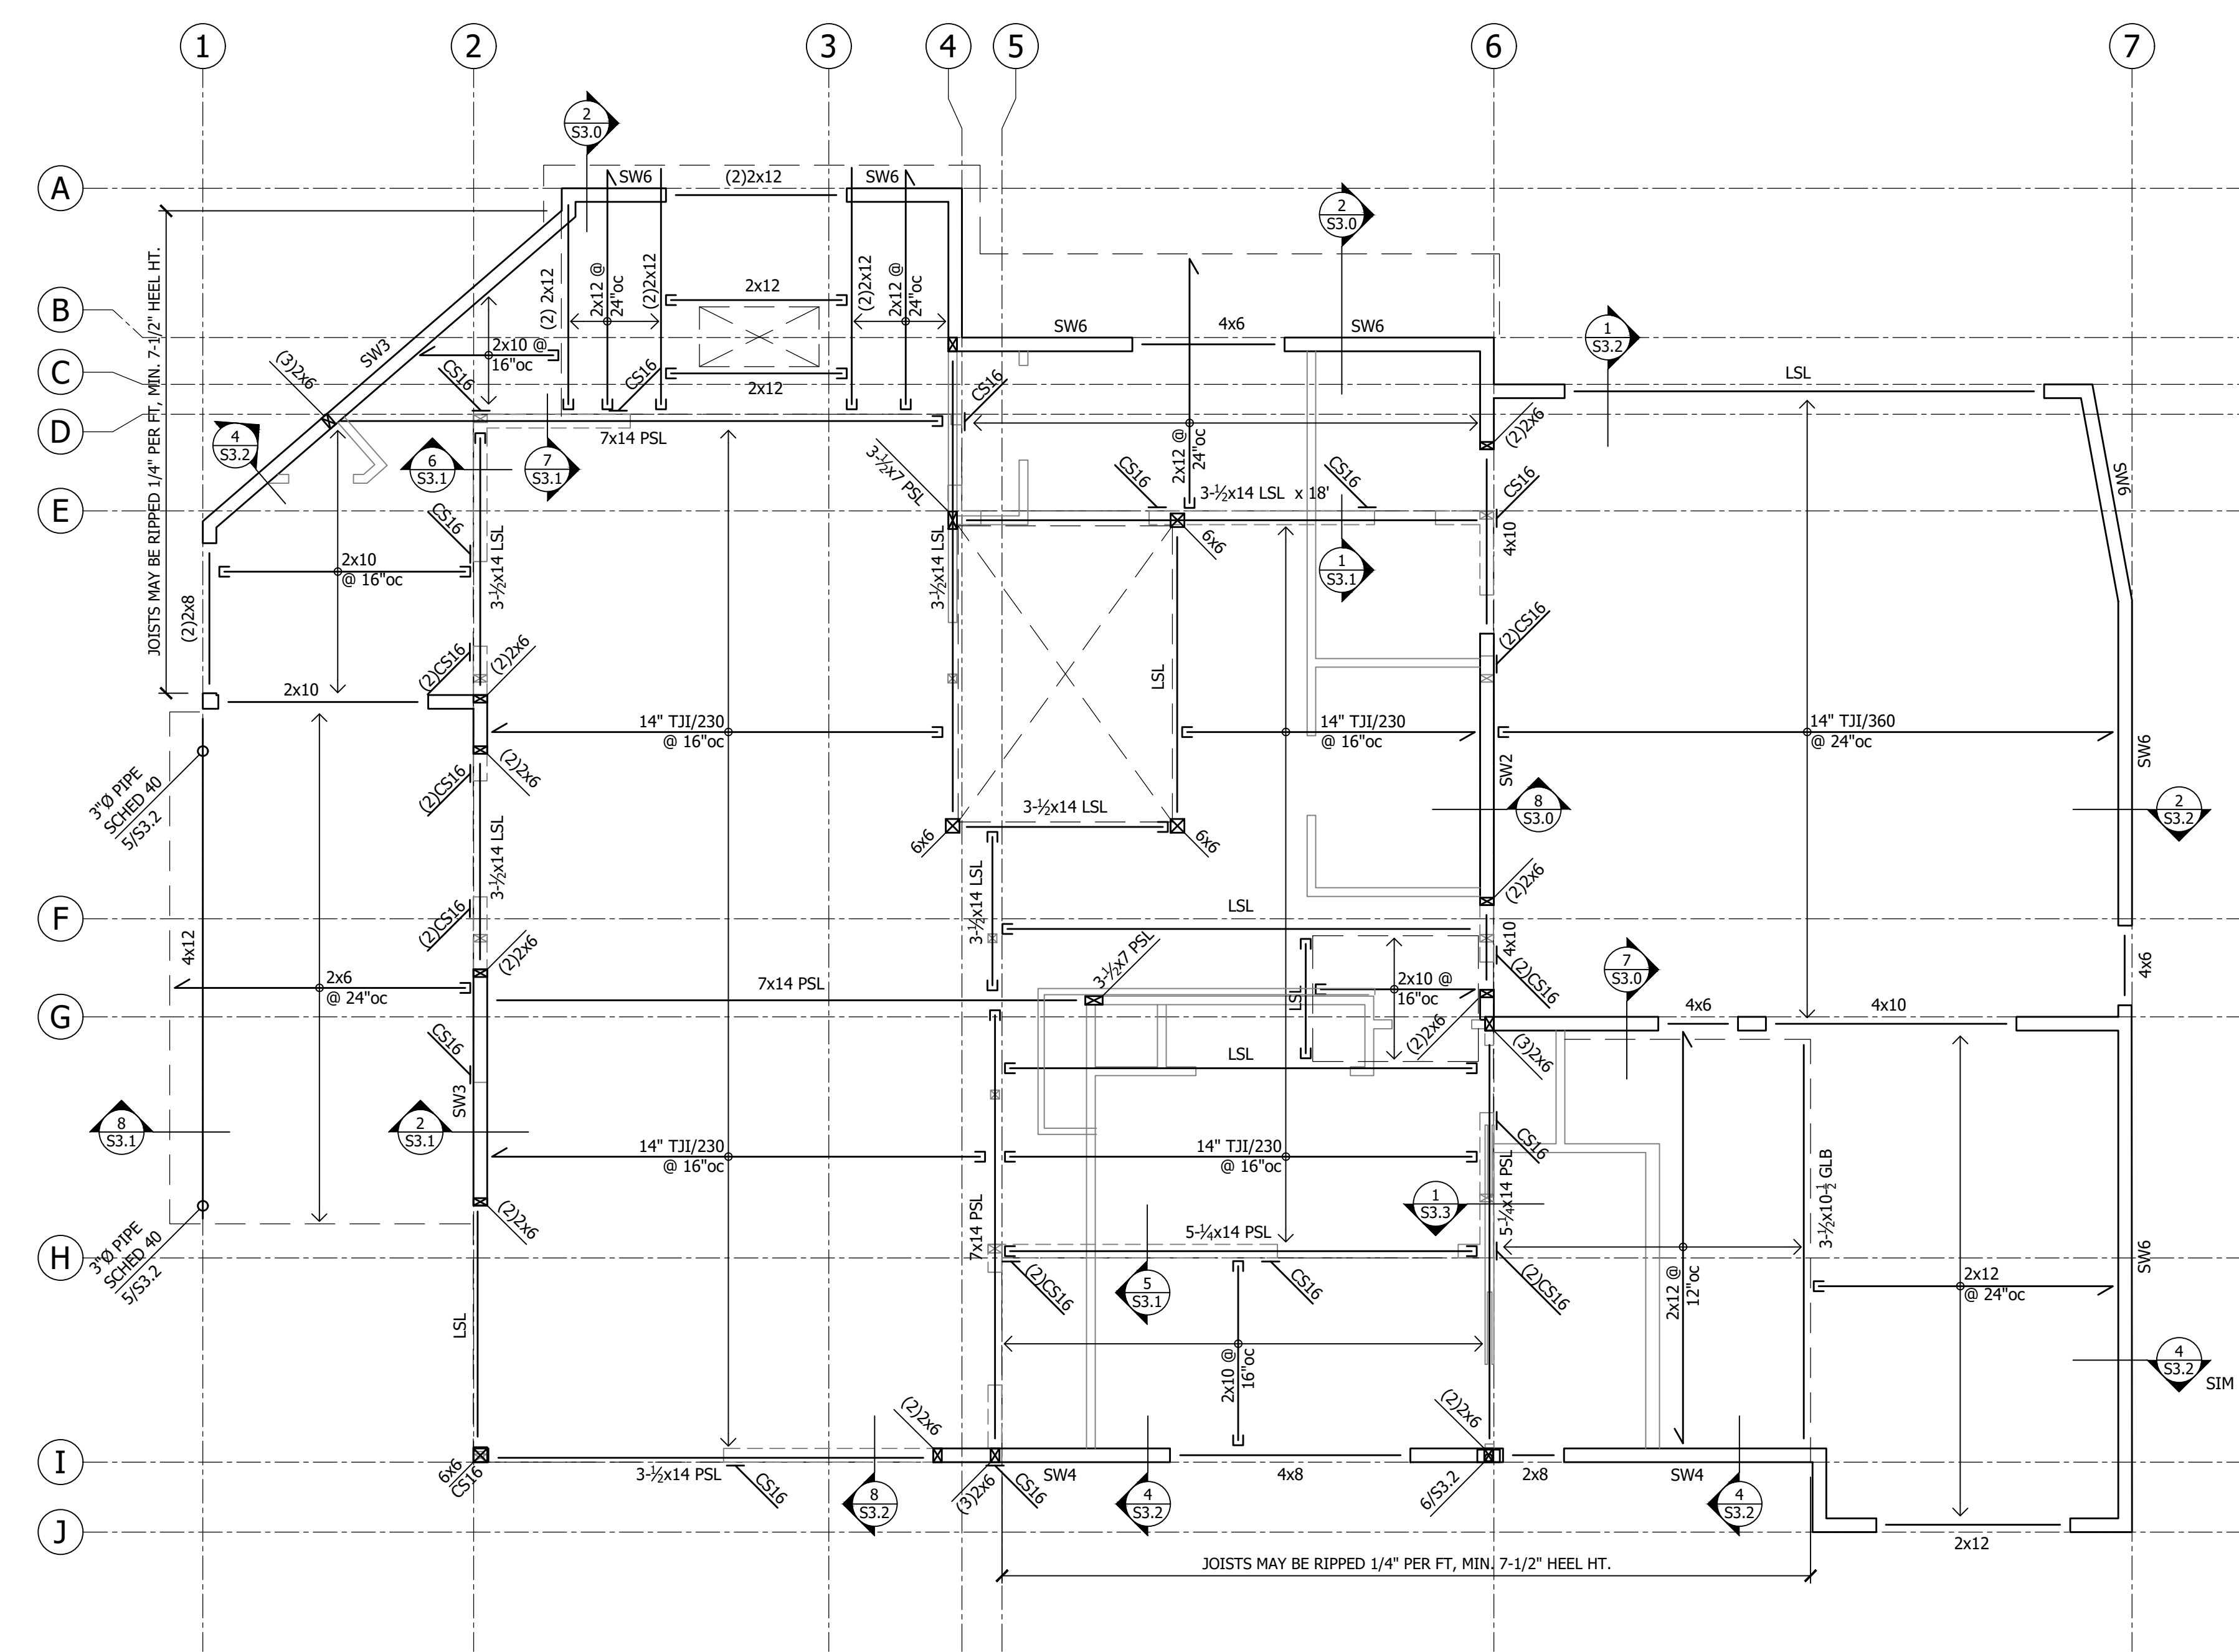 1
2
3
4
5
6
7
2
S3.0
A
SW6
(2)2x12
SW6
2
S3.0
JOISTS MAY BE RIPPED 1/4" PER FT, MIN. 7-1/2" HEEL HT.
(2) 2x12
2x12 @
24"oc
(2)2x12
2x12
(2)2x12
2x12 @
24"oc
B
SW6
4x6
SW6
1
S3.2
SW3
2x10 @
16"oc
C
(3)2x6
CS16
CS16
2x12
CS16
LSL
D
7x14 PSL
(2)2x6
4
S3.2
6
S3.1
7
S3.1
3-½x7 PSL
CS16
2x12 @
24"oc
CS16
CS16
SW6
E
3-½x14 LSL x 18'
CS16
6x6
4x10
2x10
@ 16"oc
3-½x14 LSL
3-½x14 LSL
1
S3.1
(2)2x8
(2)CS16
(2)2x6
(2)CS16
LSL
2x10
14" TJI/230
@ 16"oc
14" TJI/230
@ 16"oc
14" TJI/360
@ 24"oc
SW2
SW6
3"Ø PIPE
SCHED 40
5/S3.2
(2)CS16
(2)2x6
3-½x14 LSL
6x6
6x6
8
S3.0
2
S3.2
3-½x14 LSL
3-½x14 LSL
(2)2x6
F
LSL
(2)CS16
(2)2x6
4x12
4x10
4x6
2x6
@ 24"oc
7x14 PSL
3-½x7 PSL
LSL
2x10 @
16"oc
(2)CS16
7
S3.0
G
4x6
4x10
CS16
LSL
(2)2x6
(3)2x6
8
S3.1
2
S3.1
SW3
14" TJI/230
@ 16"oc
14" TJI/230
@ 16"oc
CS16
(2)2x6
7x14 PSL
1
S3.3
5-¼x14 PSL
3-½x10-½ GLB
5-¼x14 PSL
H
3"Ø PIPE
SCHED 40
5/S3.2
(2)CS16
5
S3.1
CS16
(2)CS16
2x12 @
12"oc
2x12
@ 24"oc
SW6
LSL
2x10 @
16"oc
4
S3.2
SIM
(2)2x6
(2)2x6
I
6x6
CS16
3-½x14 PSL
CS16
8
S3.2
(3)2x6
CS16
SW4
4
S3.2
4x8
6/S3.2
2x8
SW4
4
S3.2
J
2x12
JOISTS MAY BE RIPPED 1/4" PER FT, MIN. 7-1/2" HEEL HT.